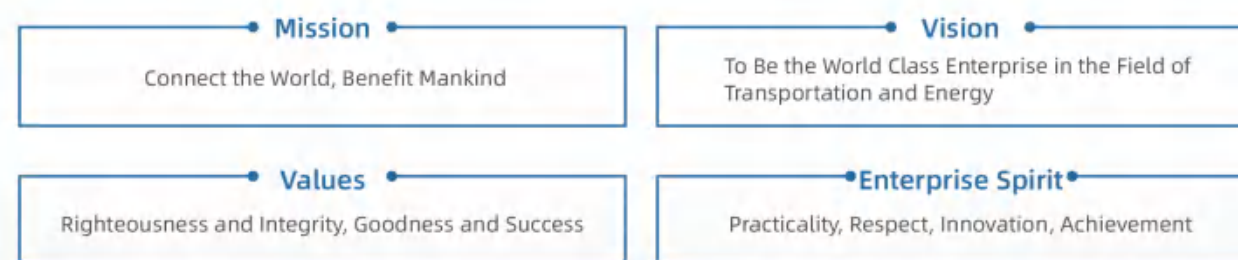 Mission
Connect the World, Benefit Mankind
Vision
To Be the World Class Enterprise in the Field of
Transportation and Energy
Values
Righteousness and Integrity, Goodness and Success
Enterprise Spirit
Practicality, Respect, Innovation, Achievement